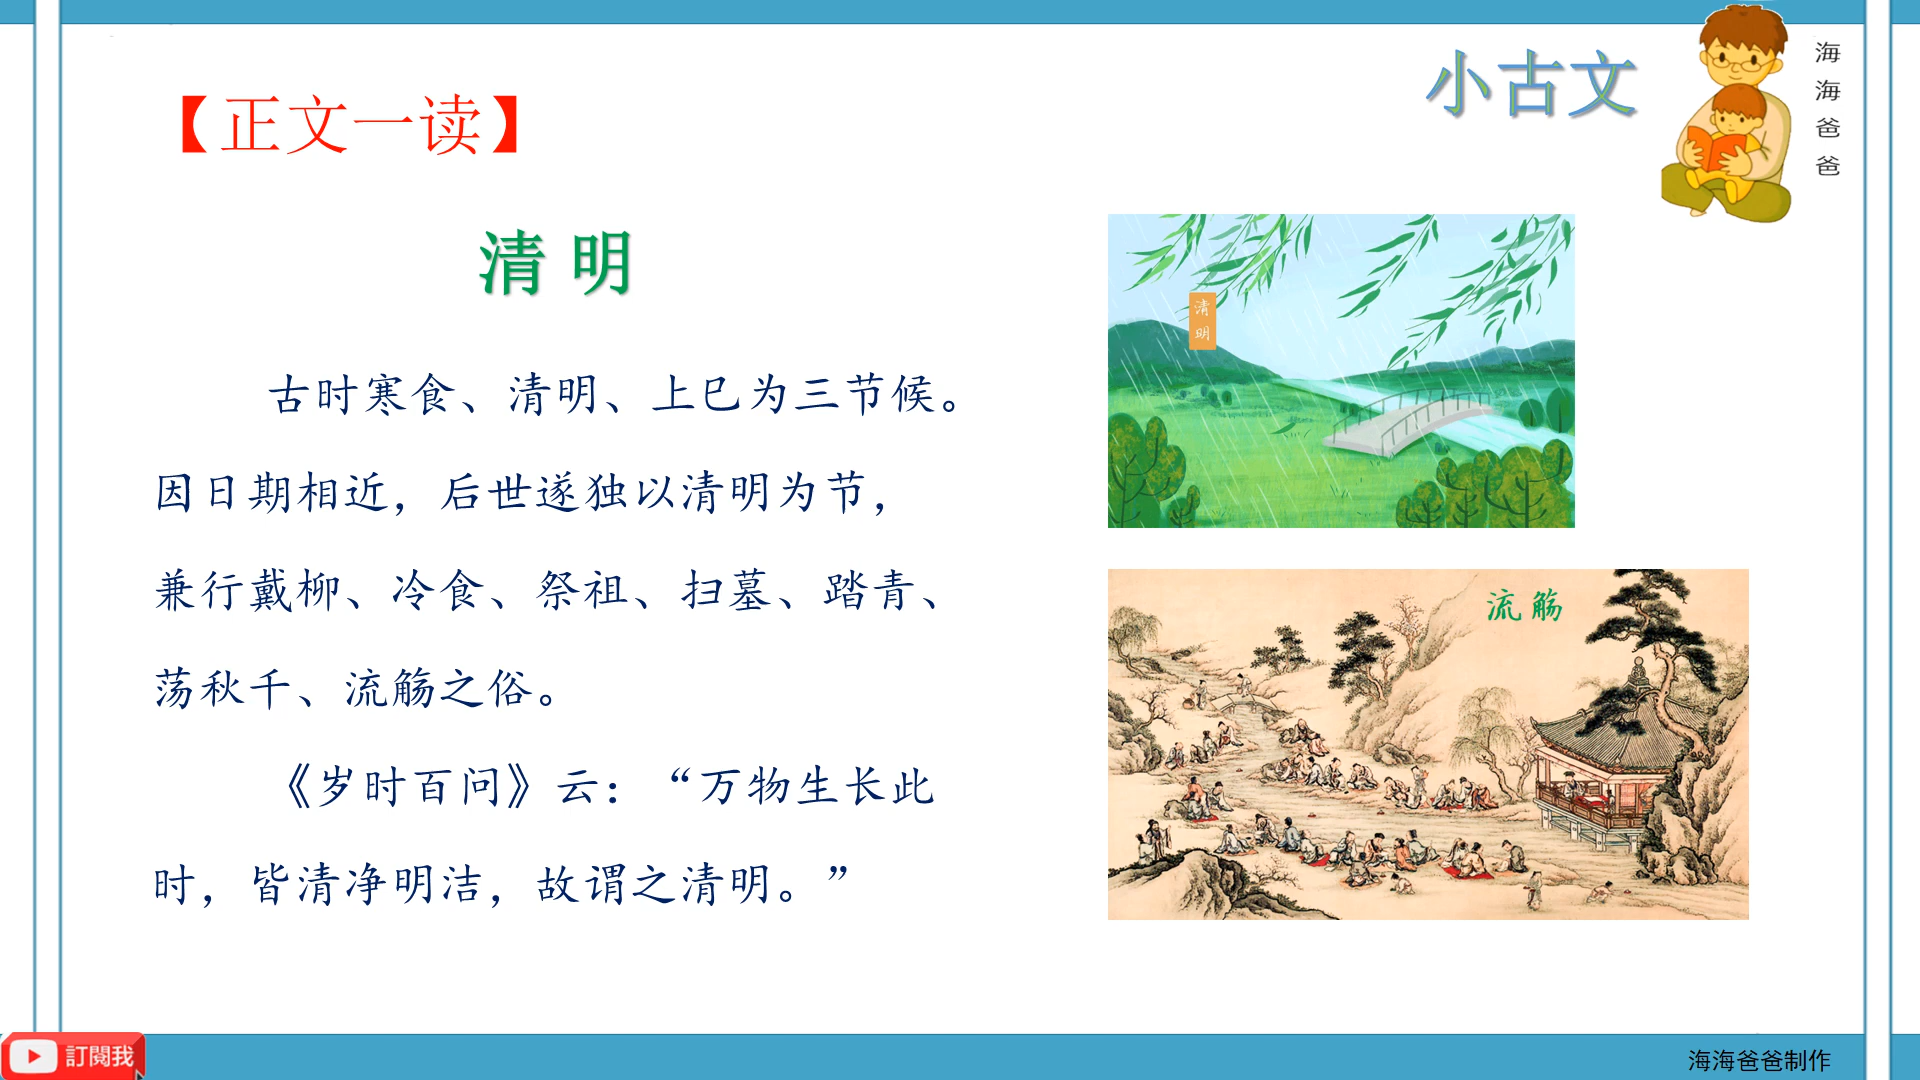 【正文一读】
小古文
海海爸爸
清明
古时寒食、清明、上巳为三节候。
因日期相近，后世遂独以清明为节，
兼行戴柳、冷食、祭祖、扫墓、踏青、
荡秋千、流觞之俗。
《岁时百问》云：“万物生长此
时，皆清净明洁，故谓之清明。”
清明
流觞
訂閱我
海海爸爸制作